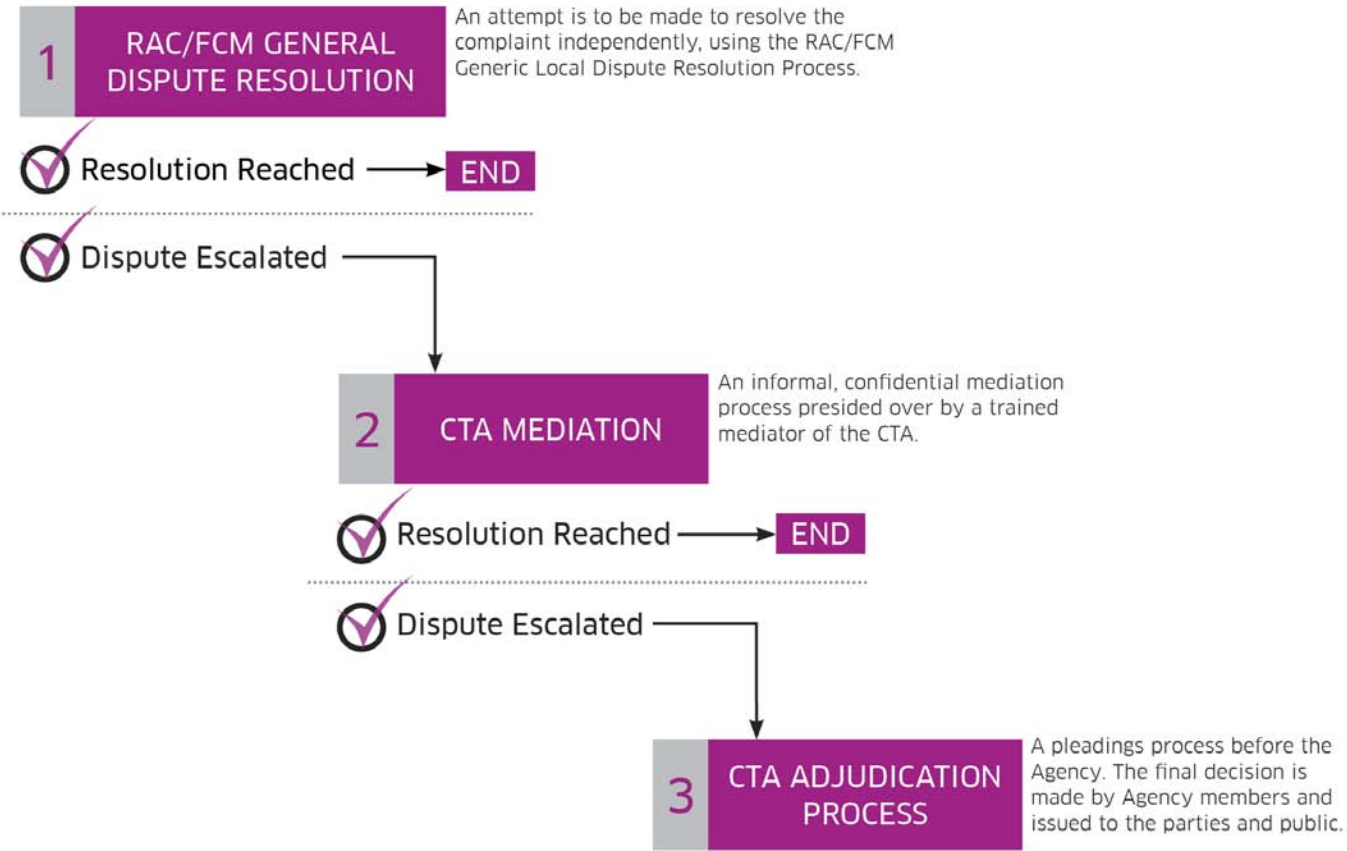 1
RAC/FCM GENERAL
DISPUTE RESOLUTION
An attempt is to be made to resolve the
complaint independently, using the RAC/FCM
Generic Local Dispute Resolution Process.
Resolution Reached
END
Dispute Escalated
2
CTA MEDIATION
An informal, confidential mediation
process presided over by a trained
mediator of the CTA.
Resolution Reached
END
Dispute Escalated
3
CTA ADJUDICATION
PROCESS
A pleadings process before the
Agency. The final decision is
made by Agency members and
issued to the parties and public.